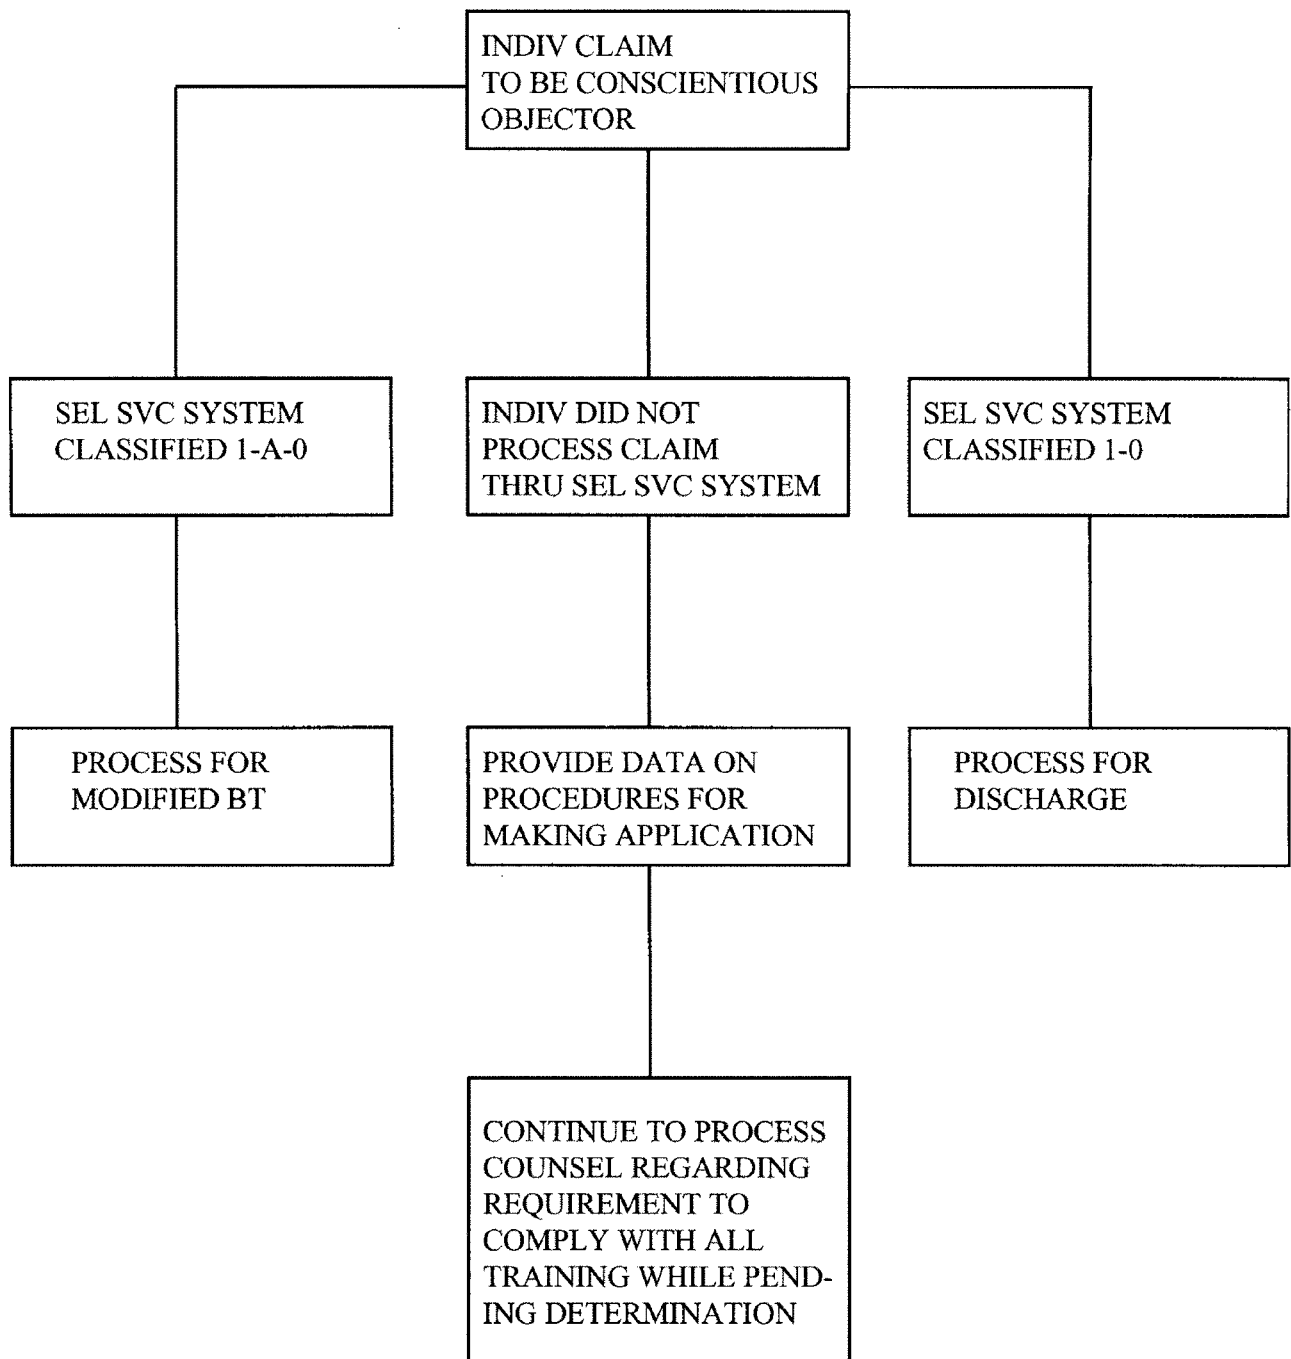 INDIV CLAIM
TO BE CONSCIENTIOUS
OBJECTOR
SEL SVC SYSTEM
CLASSIFIED 1-A-0
INDIV DID NOT
PROCESS CLAIM
THRU SEL SVC SYSTEM
SEL SVC SYSTEM
CLASSIFIED 1-0
PROCESS FOR
MODIFIED BT
PROVIDE DATA ON
PROCEDURES FOR
MAKING APPLICATION
PROCESS FOR
DISCHARGE
CONTINUE TO PROCESS
COUNSEL REGARDING
REQUIREMENT TO
COMPLY WITH ALL
TRAINING WHILE PEND-
ING DETERMINATION